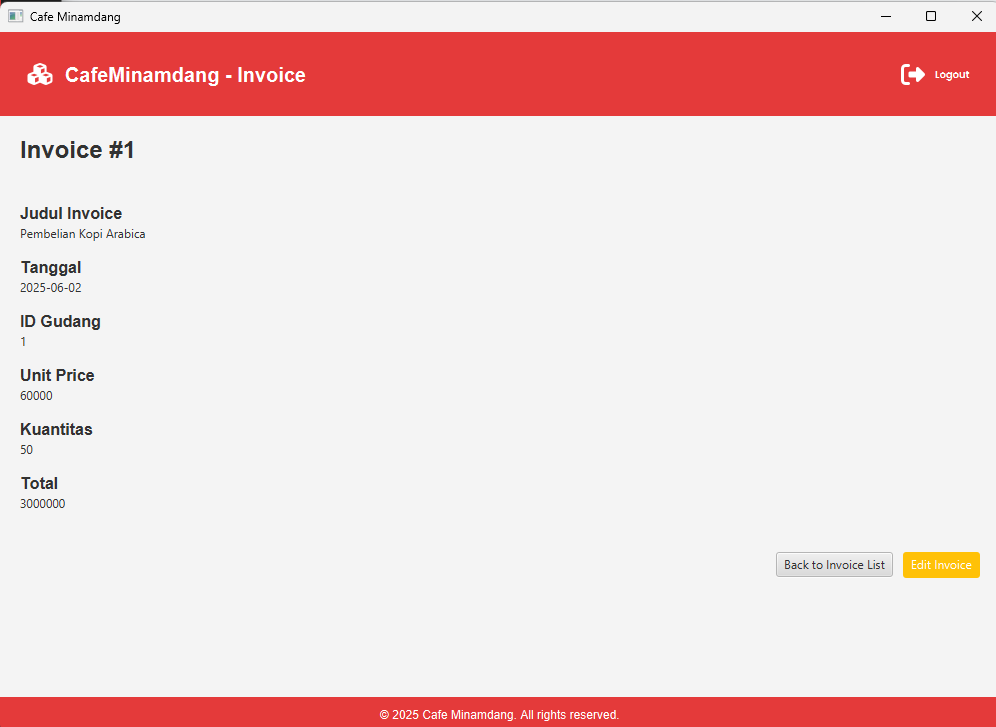 Cafe Minamdang
CafeMinamdang - Invoice
Logout
Invoice #1
Judul Invoice
Pembelian Kopi Arabica
Tanggal
2025-06-02
ID Gudang
1
Unit Price
60000
Kuantitas
50
Total
3000000
Back to Invoice List
Edit Invoice
© 2025 Cafe Minamdang. All rights reserved.